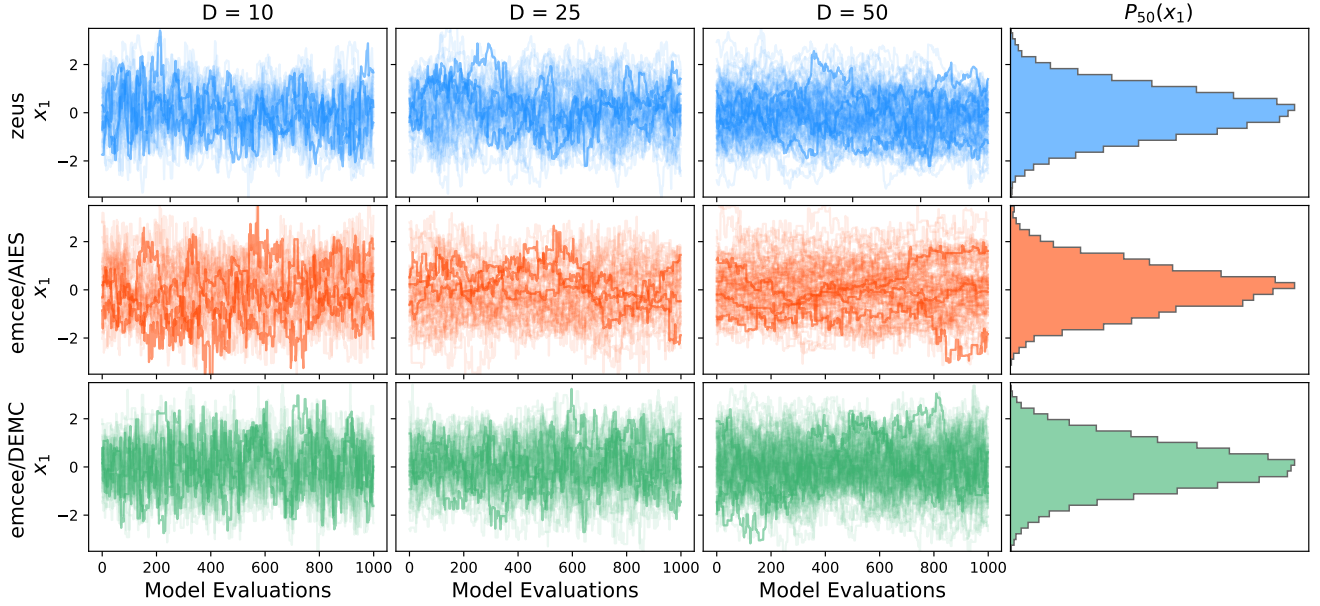 D = 10
D = 25
D = 50
P₅₀(x₁)
zeus
x₁
2
0
−2
emcee/AIES
x₁
2
0
−2
emcee/DEMC
x₁
2
0
−2
0 200 400 600 800 1000
0 200 400 600 800 1000
0 200 400 600 800 1000
Model Evaluations
Model Evaluations
Model Evaluations